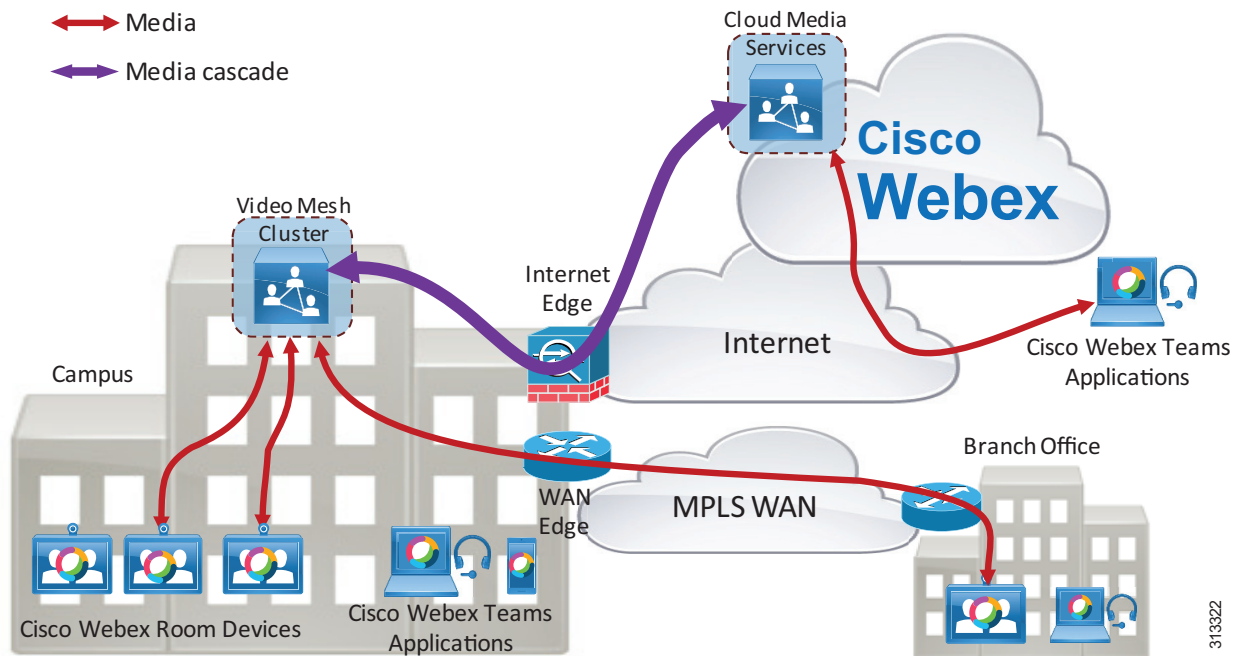 Media
Media cascade
Cloud Media
Services
Cisco
Webex
Video Mesh
Cluster
Internet
Edge
Internet
Cisco Webex Teams
Applications
Campus
WAN
Edge
MPLS WAN
Branch Office
Cisco Webex Room Devices
Cisco Webex Teams
Applications
313322